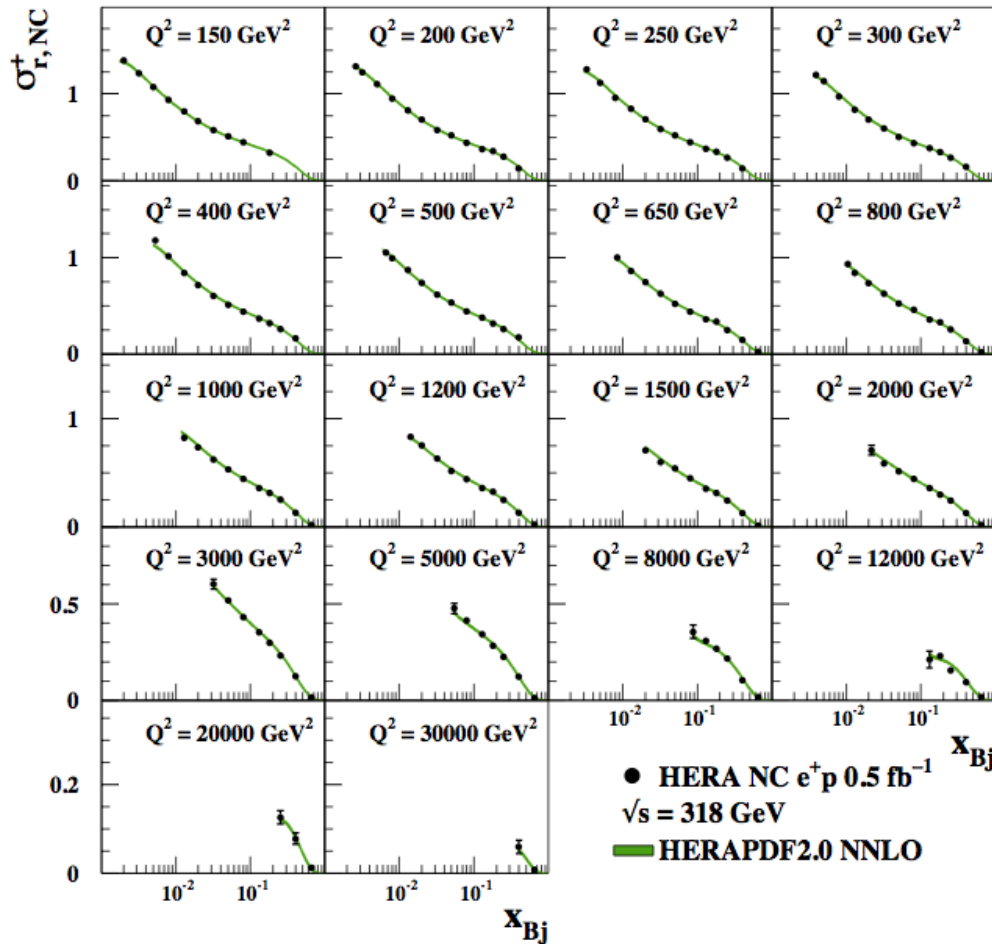 σ⁺r, NC
Q² = 150 GeV²
Q² = 200 GeV²
Q² = 250 GeV²
Q² = 300 GeV²
1
0
Q² = 400 GeV²
Q² = 500 GeV²
Q² = 650 GeV²
Q² = 800 GeV²
1
0
Q² = 1000 GeV²
Q² = 1200 GeV²
Q² = 1500 GeV²
Q² = 2000 GeV²
1
0
Q² = 3000 GeV²
Q² = 5000 GeV²
Q² = 8000 GeV²
Q² = 12000 GeV²
0.5
0
10⁻² 10⁻¹ 10⁻² 10⁻¹
xBj
Q² = 20000 GeV²
Q² = 30000 GeV²
0.2
0
10⁻² 10⁻¹ 10⁻² 10⁻¹
xBj
HERA NC e⁺p 0.5 fb⁻¹
√s = 318 GeV
HERAPDF2.0 NNLO